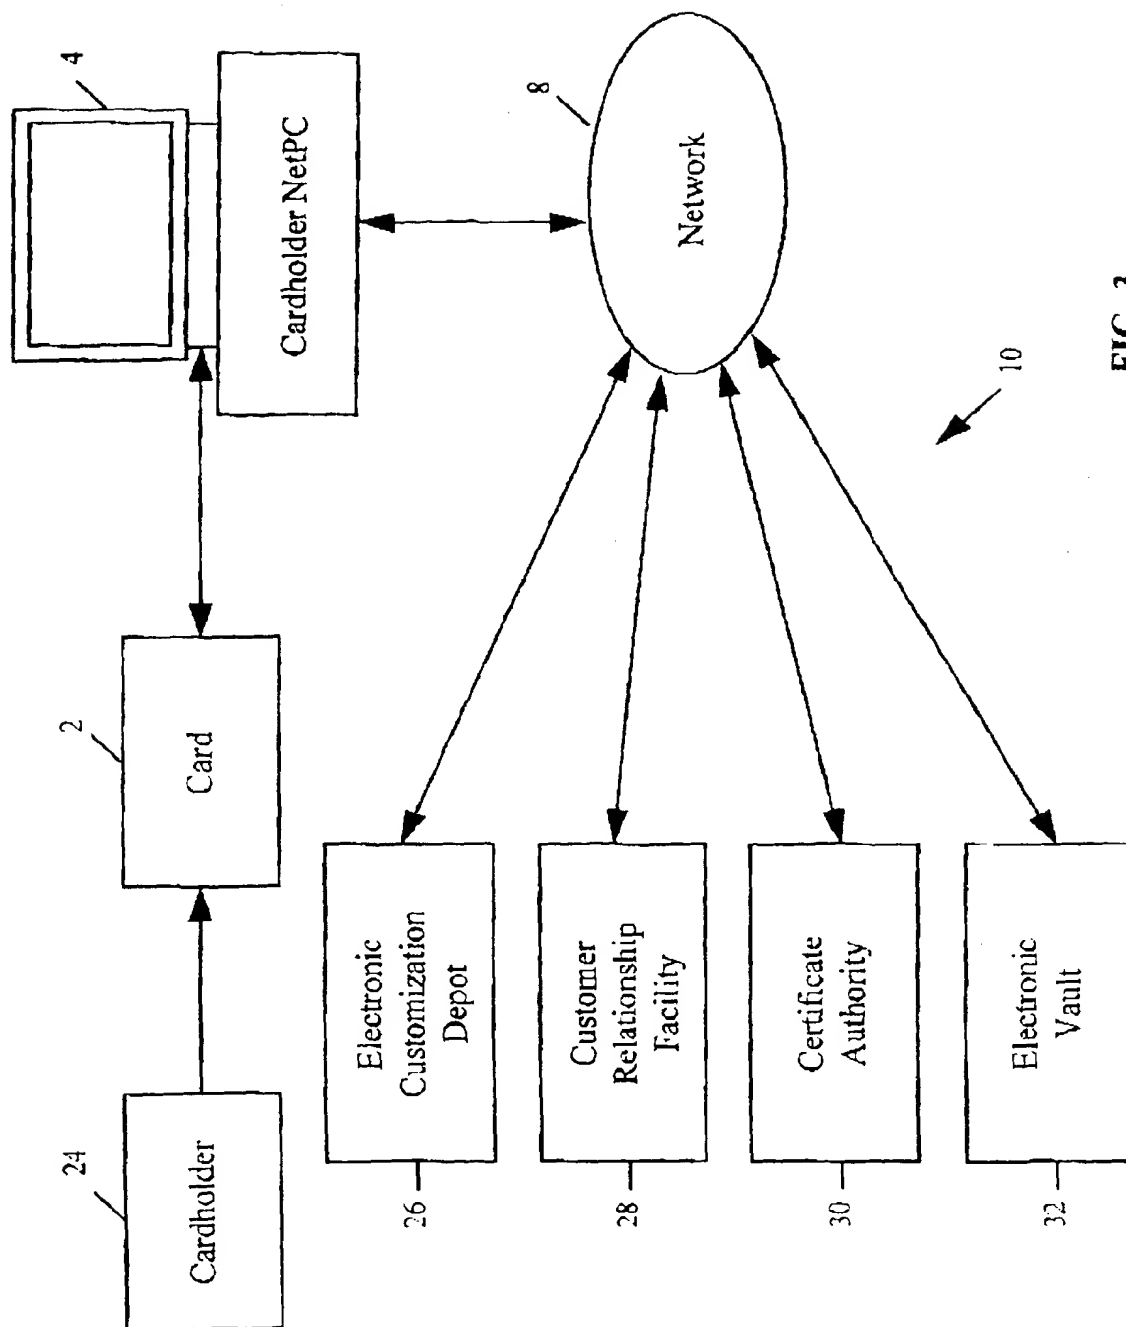 24
2
4
Cardholder
Card
Cardholder NetPC
26
Electronic
Customization
Depot
8
28
Customer
Relationship
Facility
Network
30
Certificate
Authority
10
32
Electronic
Vault
FIG.